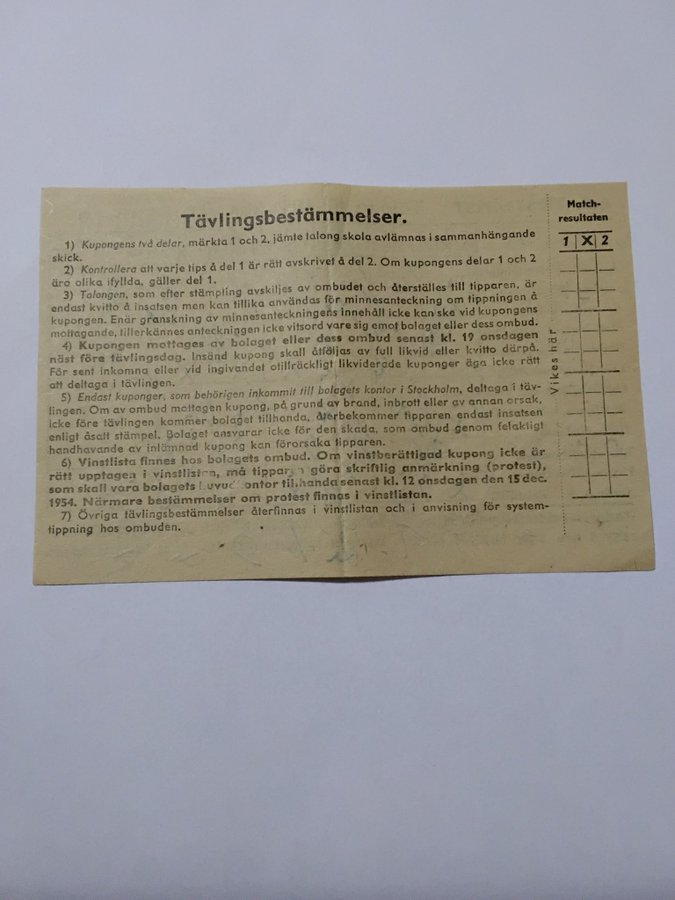 Tävlingsbestämmelser.
1) Kupongens två delar, märkta 1 och 2, jämte talong skola avlämnas i sammanhängande
skick.
2) Kontrollera att varje tips å del 1 är rätt avskrivet å del 2. Om kupongens delar 1 och 2
äro olika ifyllda, gäller del 1.
3) Talongen, som efter stämpling avskiljes av ombudet och återställes till tipparen, är
endast kvitto å insatsen men kan tillika användas för minnesanteckning om tippningen å
kupongen. Enär granskning av minnesanteckningens innehåll icke kan ske vid kupongens
mottagande, tillerkännes anteckningen icke vitsord vare sig emot bolaget eller dess ombud.
4) Kupongen mottages av bolaget eller dess ombud senast kl. 19 onsdagen
näst före tävlingsdag. Insänd kupong skall åtföljas av full likvid eller kvitto därpå.
För sent inkomna eller vid ingivandet otillräckligt likviderade kuponger äga icke rätt
att deltaga i tävlingen.
5) Endast kuponger, som behörigen inkommit till bolagets kontor i Stockholm, deltaga i täv-
lingen. Om av ombud mottagen kupong, på grund av brand, inbrott eller av annan orsak,
icke före tävlingen kommer bolaget tillhanda, återbekommer tipparen endast insatsen
enligt åsatt stämpel. Bolaget ansvarar icke för den skada, som ombud genom felaktigt
handhavande av inlämnad kupong kan förorsaka tipparen.
6) Vinstlista finnes hos bolagets ombud. Om vinstberättigad kupong icke är
rätt upptagen i vinstlistan, må tipparen göra skriftlig anmärkning (protest),
som skall vara bolagets huvudkontor tillhanda senast kl. 12 onsdagen den 15 dec.
1954. Närmare bestämmelser om protest finnas i vinstlistan.
7) Övriga tävlingsbestämmelser återfinnas i vinstlistan och i anvisning för system-
tippning hos ombuden.
Vikes här
Match-
resultaten
1 X 2